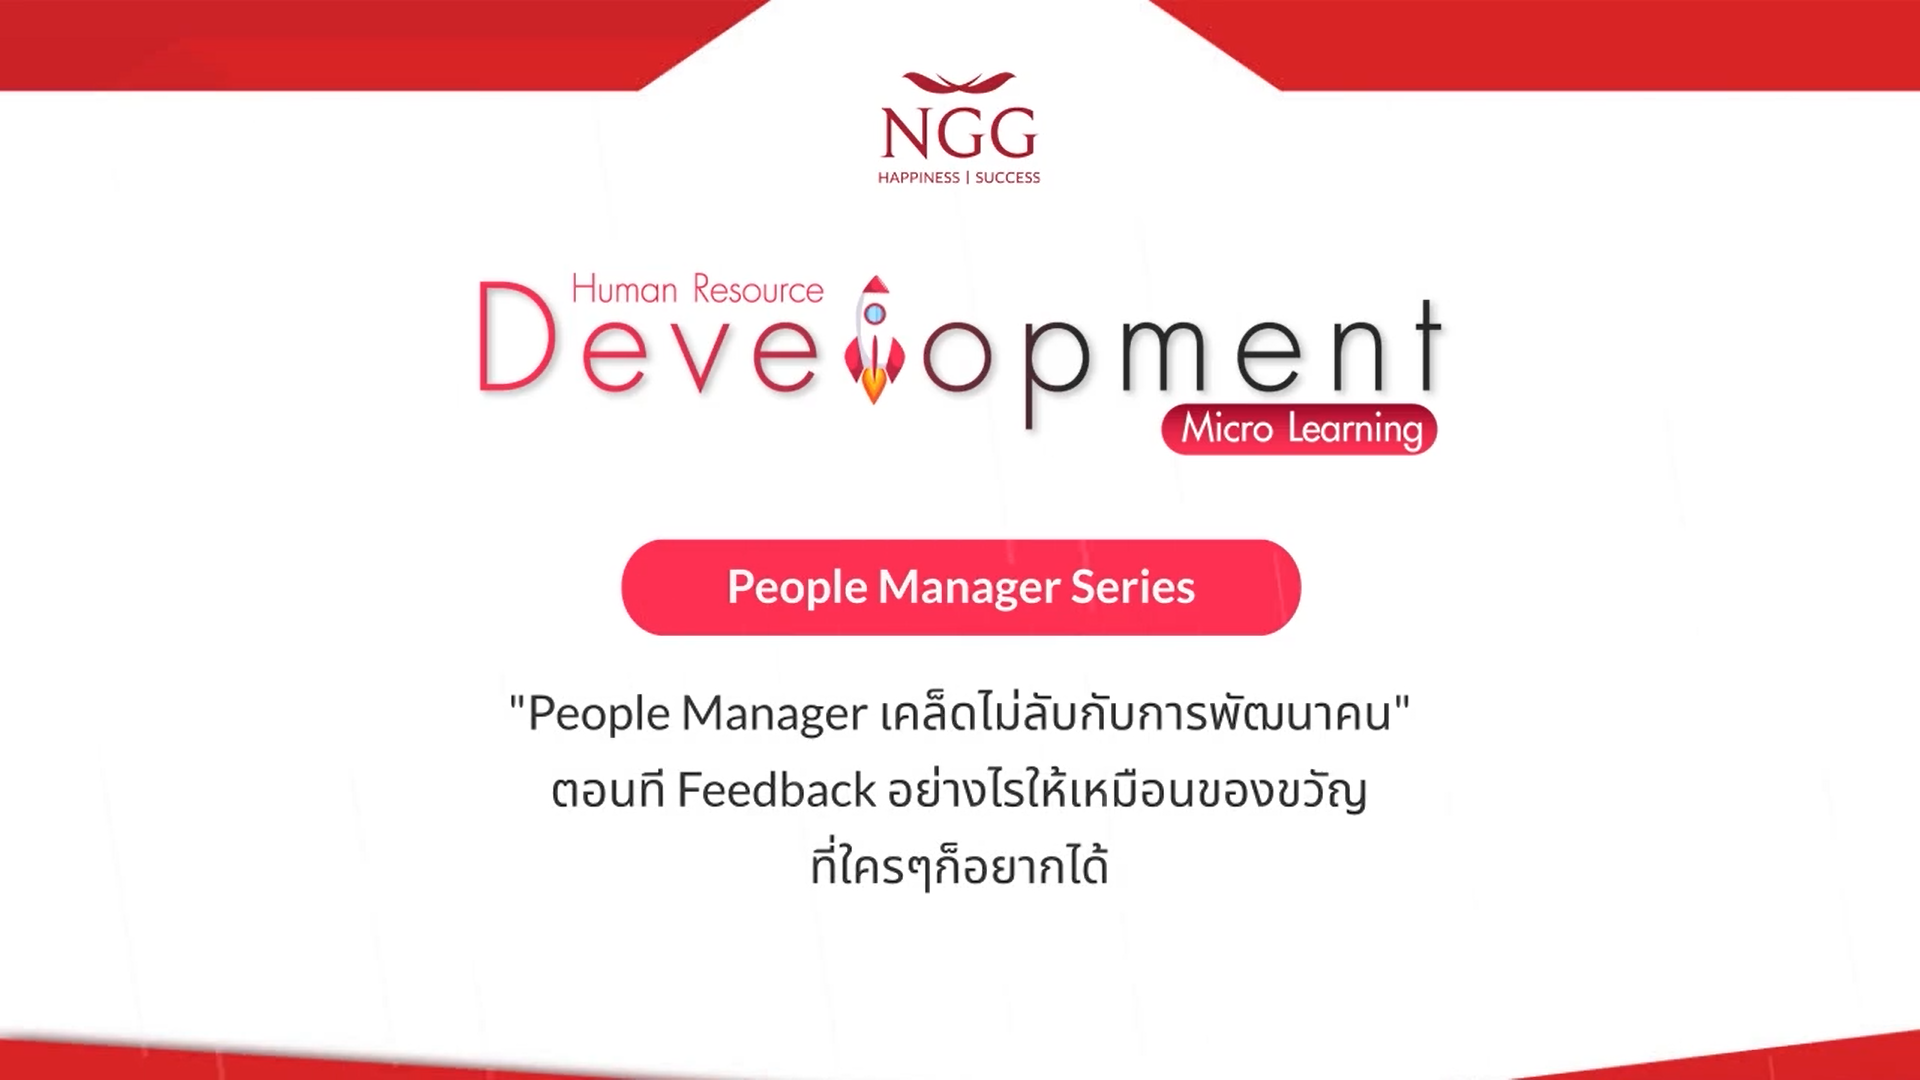 NGG
HAPPINESS | SUCCESS
Human Resource
Development
Micro Learning
People Manager Series
"People Manager เคล็ดไม่ลับกับการพัฒนาคน"
ตอนที Feedback อย่างไรให้เหมือนของขวัญ
ที่ใครๆก็อยากได้